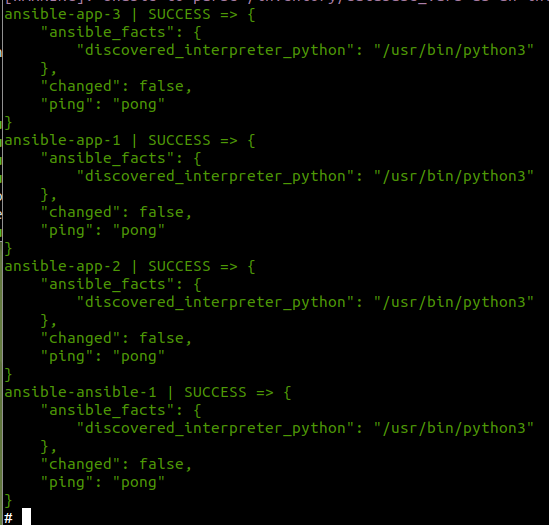 ansible-app-3 | SUCCESS => {
    "ansible_facts": {
        "discovered_interpreter_python": "/usr/bin/python3"
    },
    "changed": false,
    "ping": "pong"
}
ansible-app-1 | SUCCESS => {
    "ansible_facts": {
        "discovered_interpreter_python": "/usr/bin/python3"
    },
    "changed": false,
    "ping": "pong"
}
ansible-app-2 | SUCCESS => {
    "ansible_facts": {
        "discovered_interpreter_python": "/usr/bin/python3"
    },
    "changed": false,
    "ping": "pong"
}
ansible-ansible-1 | SUCCESS => {
    "ansible_facts": {
        "discovered_interpreter_python": "/usr/bin/python3"
    },
    "changed": false,
    "ping": "pong"
}
#